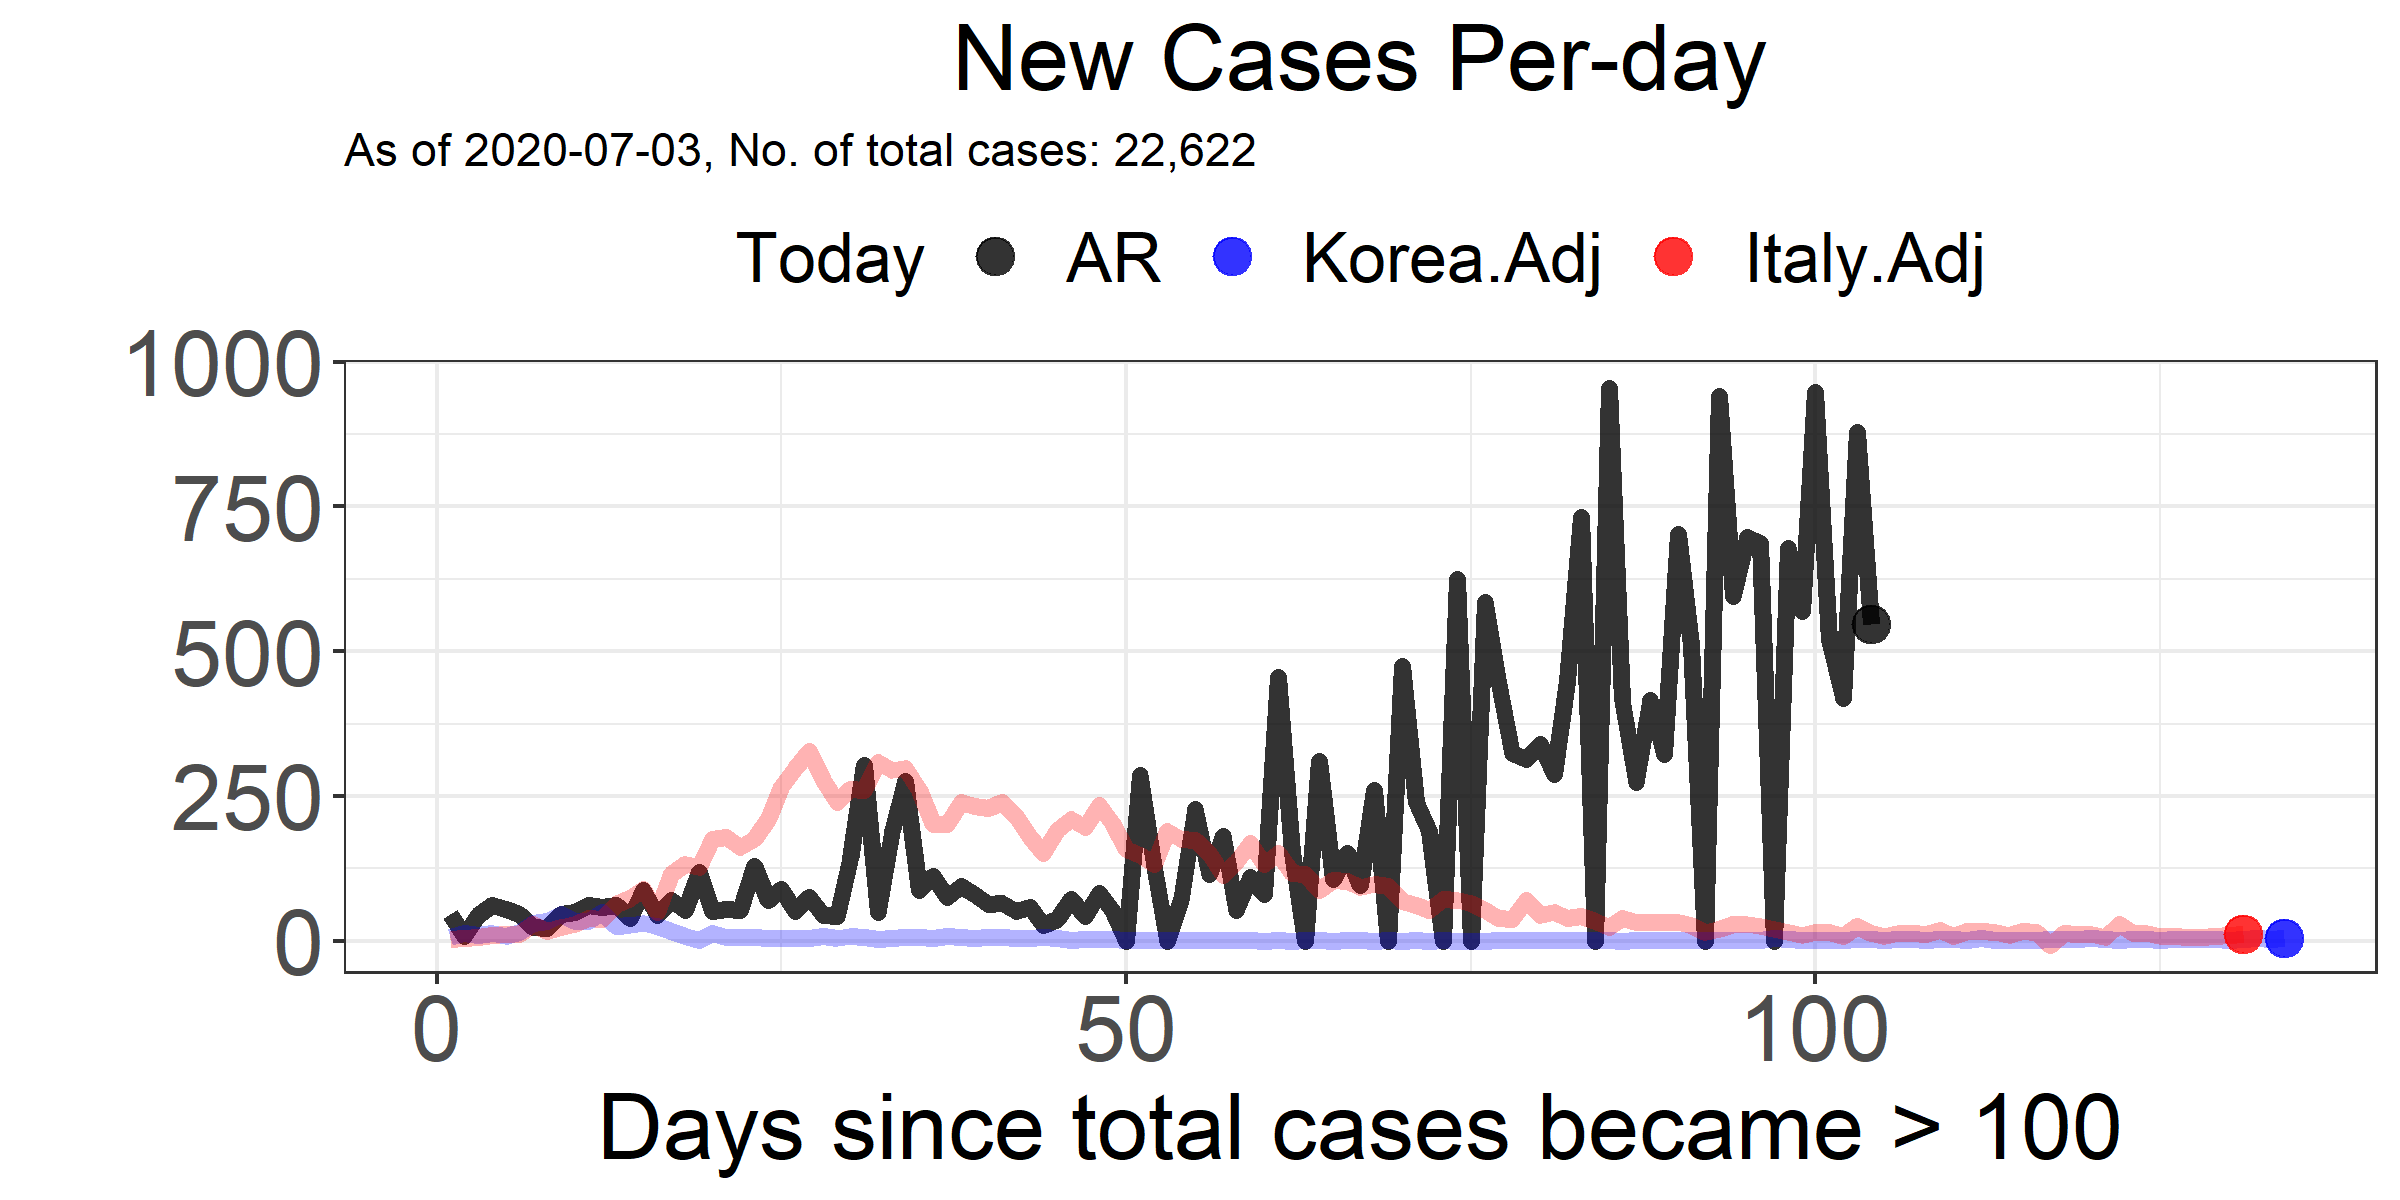 New Cases Per-day
As of 2020-07-03, No. of total cases: 22,622
Today AR Korea.Adj Italy.Adj
1000
750
500
250
0
0 50 100
Days since total cases became > 100